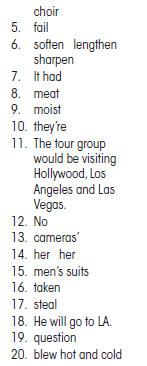 choir
5. fail
6. soften lengthen
sharpen
7. It had
8. meat
9. moist
10. they're
11. The tour group
would be visiting
Hollywood, Los
Angeles and Las
Vegas.
12. No
13. cameras'
14. her her
15. men's suits
16. taken
17. steal
18. He will go to LA.
19. question
20. blew hot and cold